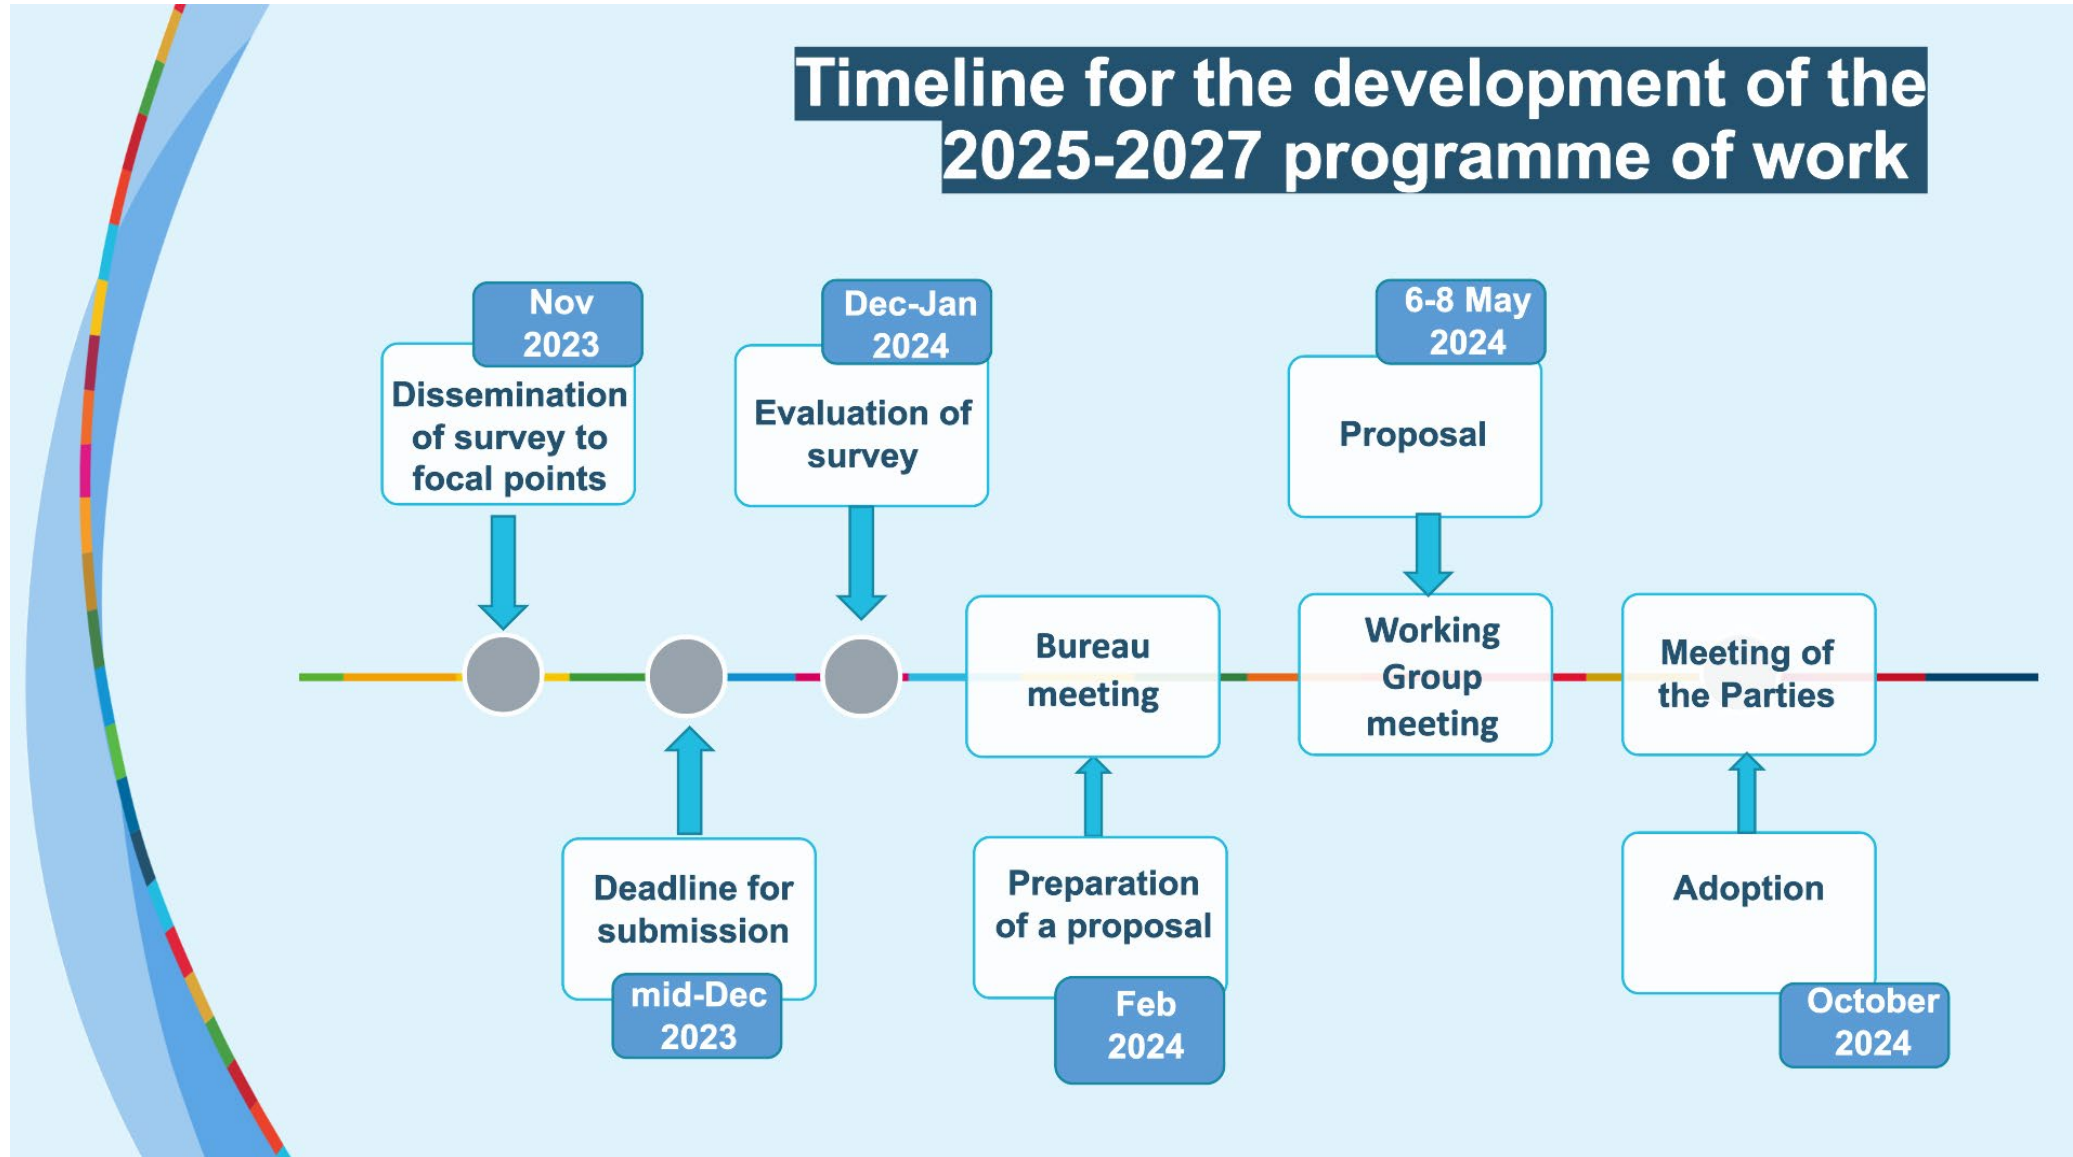 Timeline for the development of the
2025-2027 programme of work
Nov
2023
Dissemination
of survey to
focal points
Dec-Jan
2024
Evaluation of
survey
6-8 May
2024
Proposal
Bureau
meeting
Working
Group
meeting
Meeting of
the Parties
Deadline for
submission
mid-Dec
2023
Preparation
of a proposal
Feb
2024
Adoption
October
2024